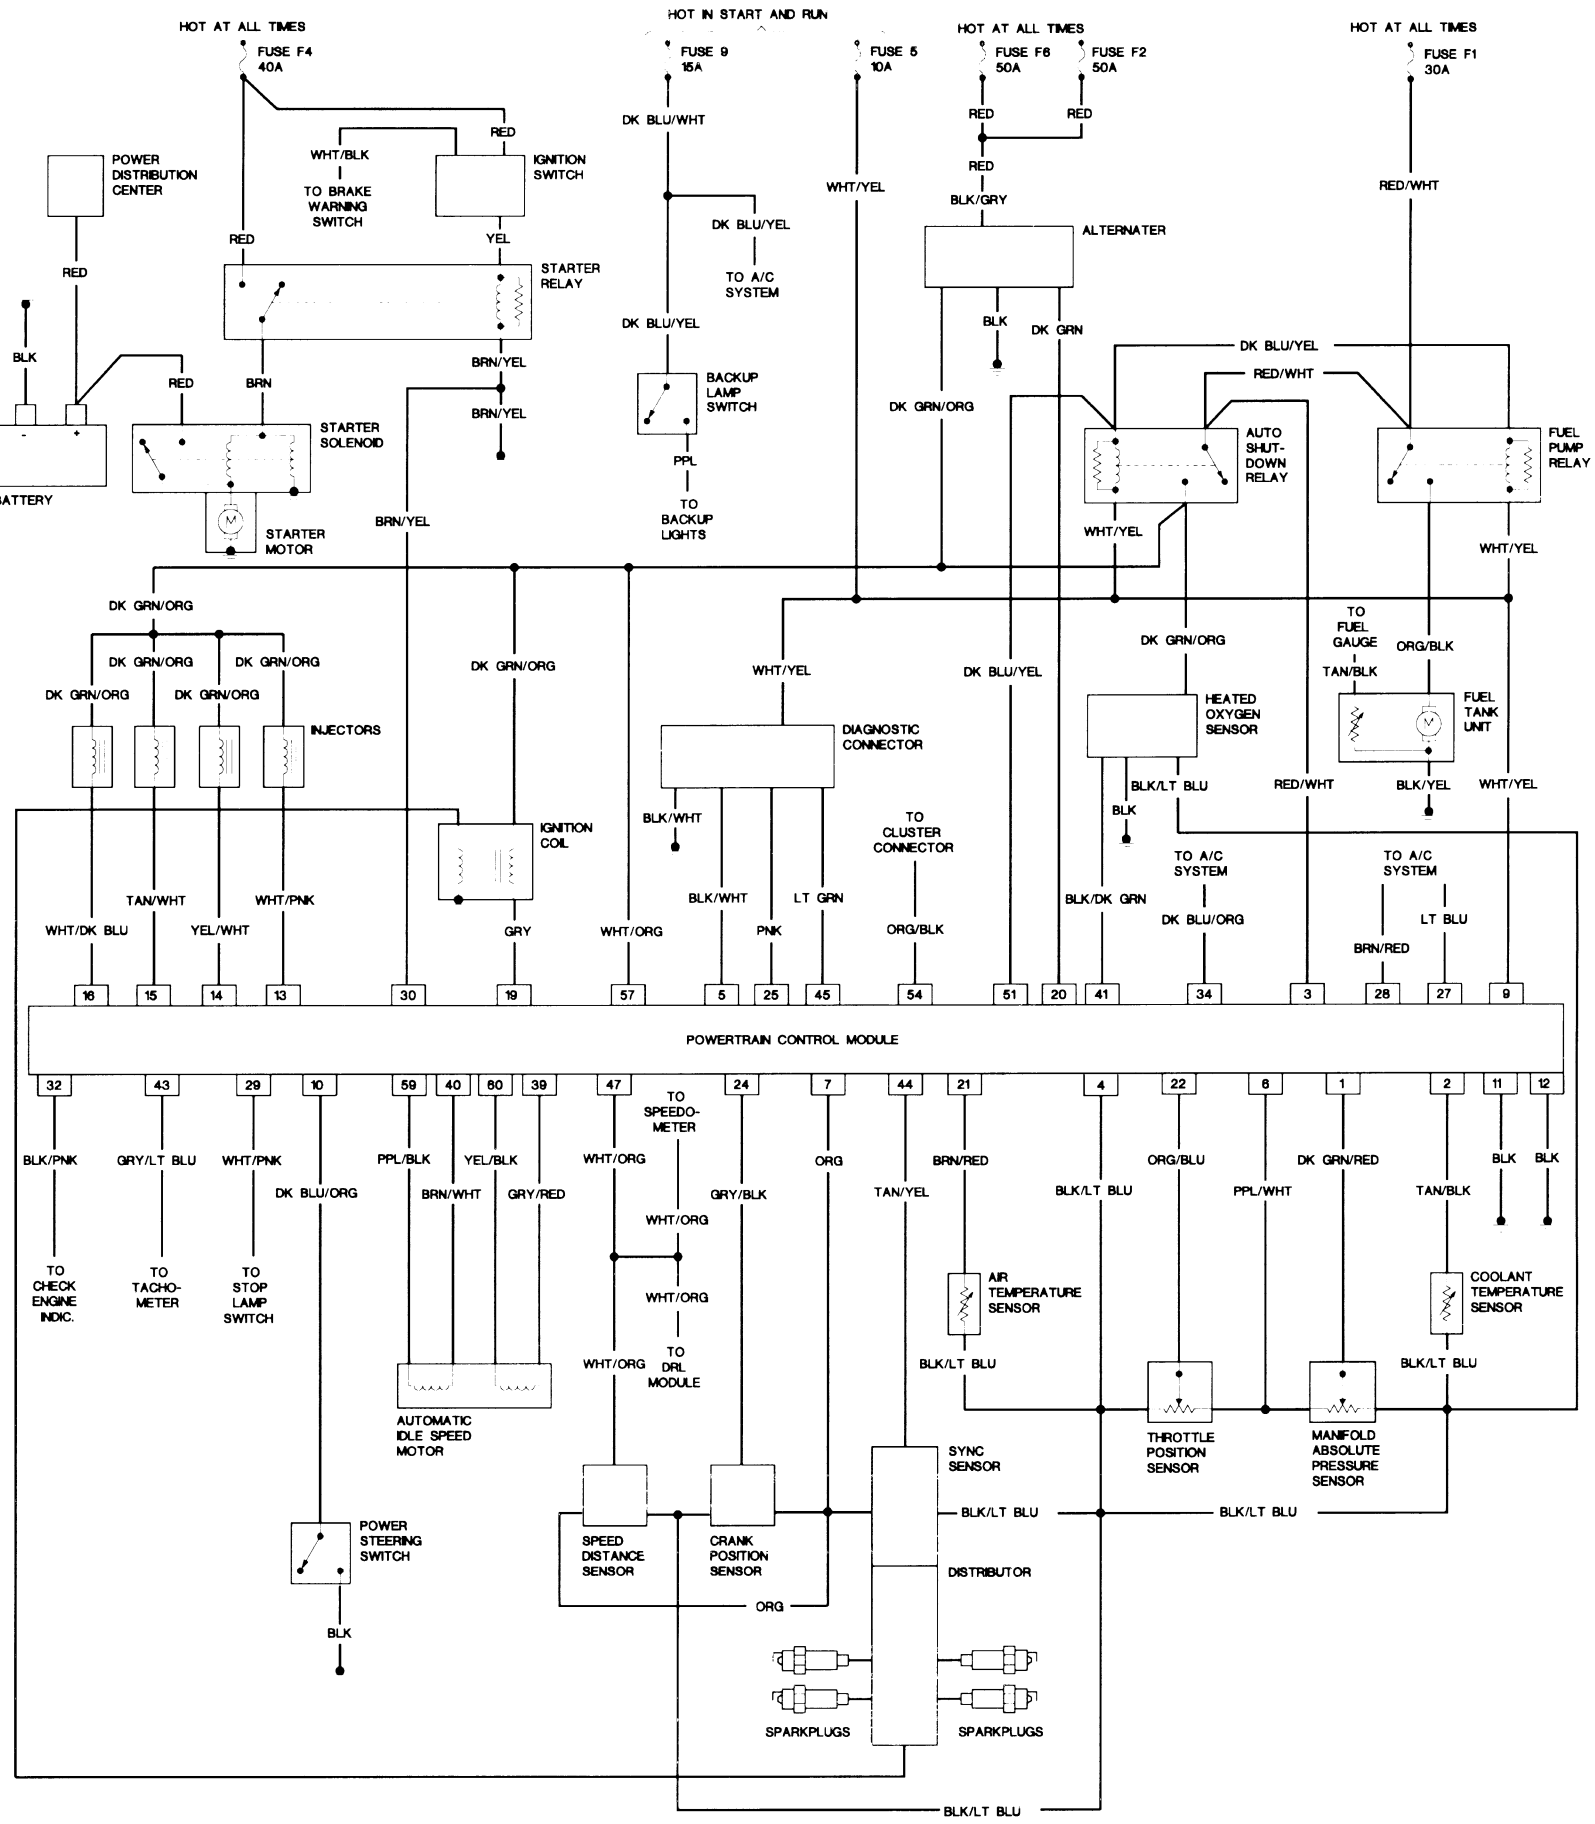 HOT AT ALL TIMES
FUSE F4
40A
HOT IN START AND RUN
FUSE 9
15A
FUSE 5
10A
HOT AT ALL TIMES
FUSE F6
50A
FUSE F2
50A
HOT AT ALL TIMES
FUSE F1
30A
DK BLU/WHT
RED
RED
RED
WHT/BLK
TO BRAKE
WARNING
SWITCH
IGNITION
SWITCH
POWER
DISTRIBUTION
CENTER
RED
BLK/GRY
WHT/YEL
RED/WHT
DK BLU/YEL
TO A/C
SYSTEM
ALTERNATER
RED
YEL
STARTER
RELAY
RED
DK BLU/YEL
BLK
DK GRN
BLK
BRN/YEL
DK BLU/YEL
RED/WHT
RED
BRN
BRN/YEL
BACKUP
LAMP
SWITCH
DK GRN/ORG
-
+
BATTERY
STARTER
SOLENOID
AUTO
SHUT-
DOWN
RELAY
FUEL
PUMP
RELAY
PPL
TO
BACKUP
LIGHTS
M
STARTER
MOTOR
BRN/YEL
WHT/YEL
WHT/YEL
DK GRN/ORG
TO
FUEL
GAUGE
TAN/BLK
ORG/BLK
DK GRN/ORG
DK GRN/ORG
DK GRN/ORG
DK GRN/ORG
DK GRN/ORG
DK GRN/ORG
WHT/YEL
DK BLU/YEL
DK GRN/ORG
INJECTORS
DIAGNOSTIC
CONNECTOR
HEATED
OXYGEN
SENSOR
M
FUEL
TANK
UNIT
BLK/LT BLU
RED/WHT
BLK/YEL
WHT/YEL
BLK
BLK/WHT
TO
CLUSTER
CONNECTOR
IGNITION
COIL
TO A/C
SYSTEM
TO A/C
SYSTEM
WHT/DK BLU
TAN/WHT
YEL/WHT
WHT/PNK
GRY
WHT/ORG
BLK/WHT
PNK
LT GRN
ORG/BLK
BLK/DK GRN
DK BLU/ORG
BRN/RED
LT BLU
16
15
14
13
30
19
57
5
25
45
54
51
20
41
34
3
28
27
9
POWERTRAIN CONTROL MODULE
32
43
29
10
59
40
60
39
47
24
7
44
21
4
22
6
1
2
11
12
TO
SPEEDO-
METER
BLK/PNK
GRY/LT BLU
WHT/PNK
DK BLU/ORG
PPL/BLK
BRN/WHT
YEL/BLK
GRY/RED
WHT/ORG
WHT/ORG
GRY/BLK
ORG
TAN/YEL
BRN/RED
BLK/LT BLU
ORG/BLU
PPL/WHT
DK GRN/RED
TAN/BLK
BLK
BLK
TO
CHECK
ENGINE
INDIC.
TO
TACHO-
METER
TO
STOP
LAMP
SWITCH
WHT/ORG
TO
DRL
MODULE
WHT/ORG
AIR
TEMPERATURE
SENSOR
COOLANT
TEMPERATURE
SENSOR
BLK/LT BLU
BLK/LT BLU
AUTOMATIC
IDLE SPEED
MOTOR
THROTTLE
POSITION
SENSOR
MANIFOLD
ABSOLUTE
PRESSURE
SENSOR
SYNC
SENSOR
BLK/LT BLU
BLK/LT BLU
POWER
STEERING
SWITCH
SPEED
DISTANCE
SENSOR
CRANK
POSITION
SENSOR
DISTRIBUTOR
ORG
BLK
SPARKPLUGS
SPARKPLUGS
BLK/LT BLU